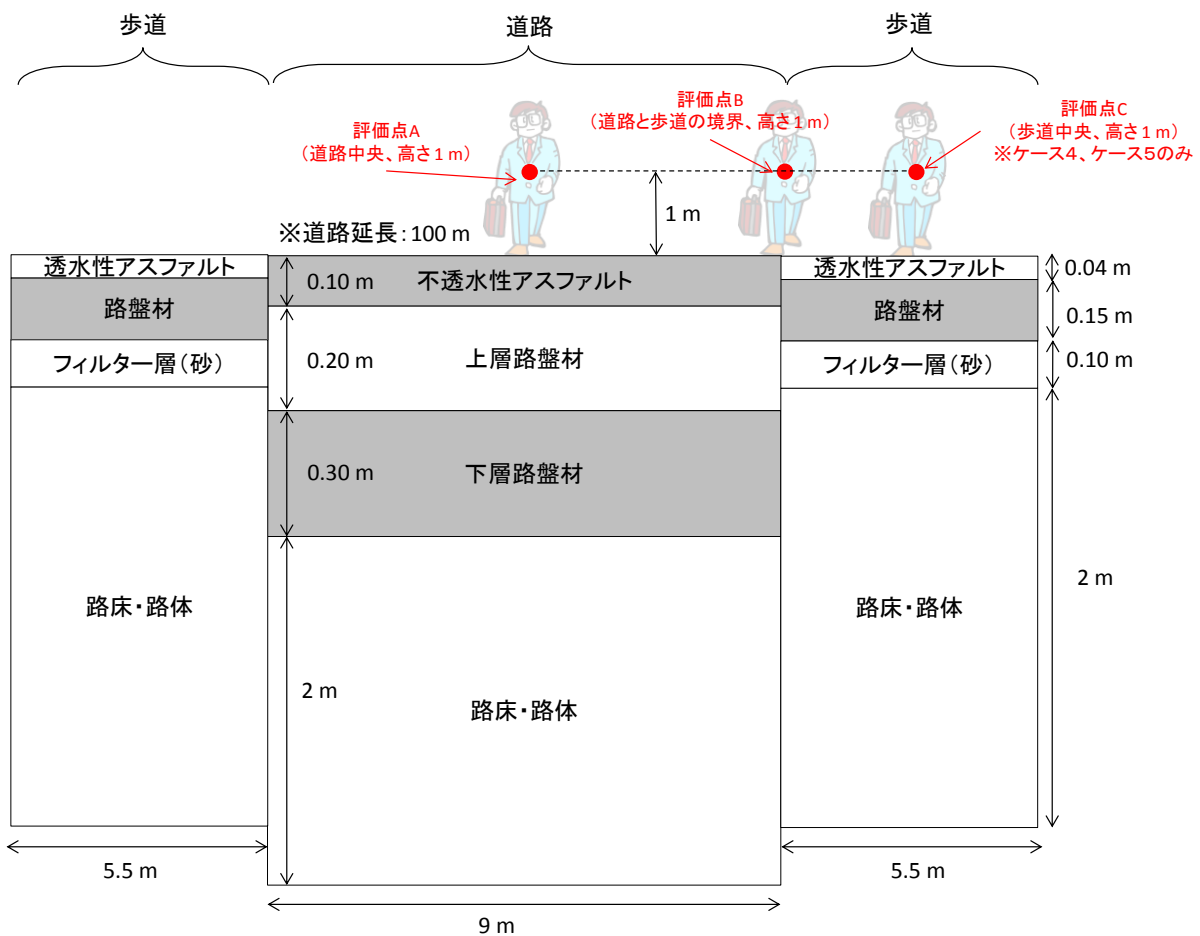 歩道
道路
歩道
評価点A
(道路中央、高さ1 m)
評価点B
(道路と歩道の境界、高さ1 m)
評価点C
(歩道中央、高さ1 m)
※ケース4、ケース5のみ
1 m
※道路延長:100 m
透水性アスファルト
路盤材
フィルター層(砂)
路床・路体
5.5 m
0.10 m
不透水性アスファルト
0.20 m
上層路盤材
0.30 m
下層路盤材
2 m
路床・路体
9 m
透水性アスファルト
0.04 m
路盤材
0.15 m
フィルター層(砂)
0.10 m
路床・路体
2 m
5.5 m